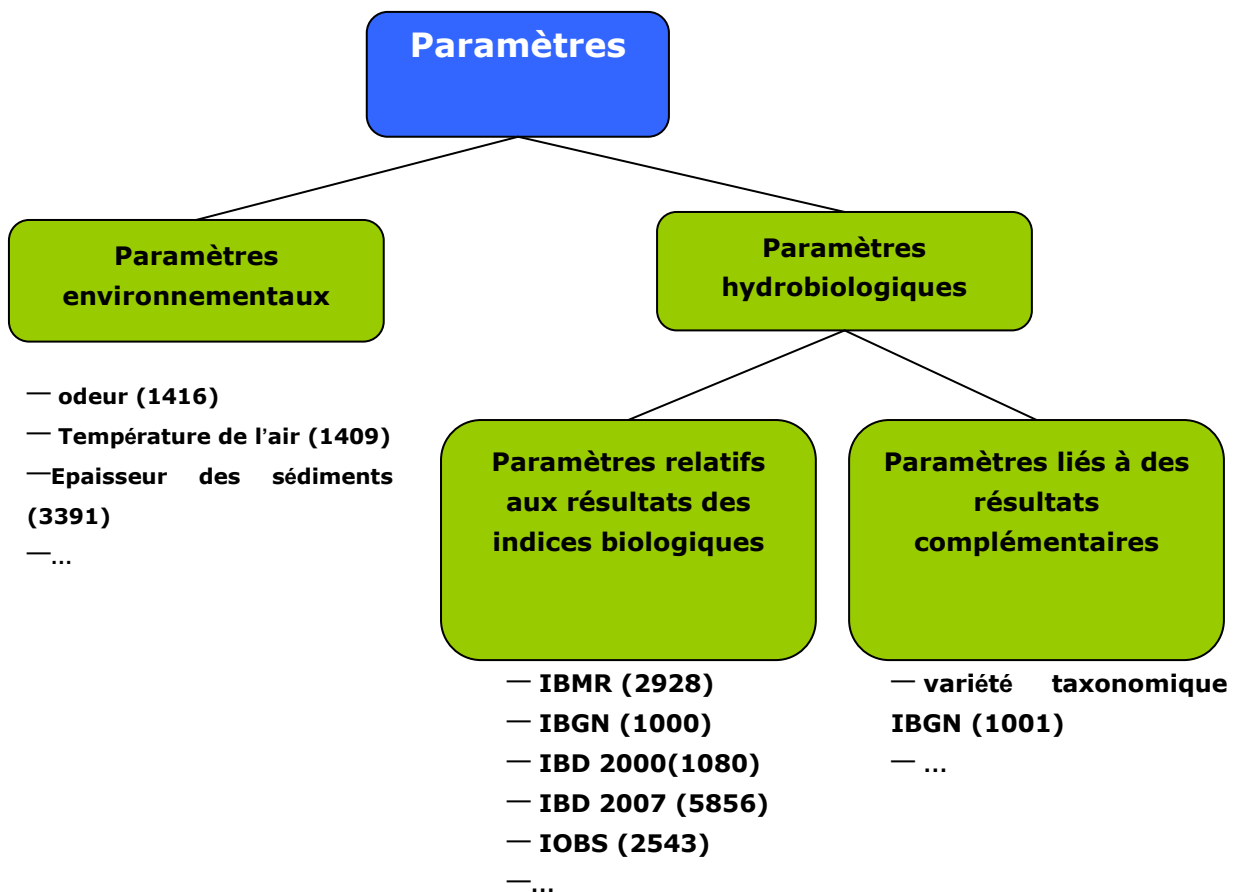 Paramètres
Paramètres
environnementaux
— odeur (1416)
— Température de l'air (1409)
—Epaisseur des sédiments
(3391)
—...
Paramètres
hydrobiologiques
Paramètres relatifs
aux résultats des
indices biologiques
— IBMR (2928)
— IBGN (1000)
— IBD 2000(1080)
— IBD 2007 (5856)
— IOBS (2543)
—...
Paramètres liés à des
résultats
complémentaires
— variété taxonomique
IBGN (1001)
— ...